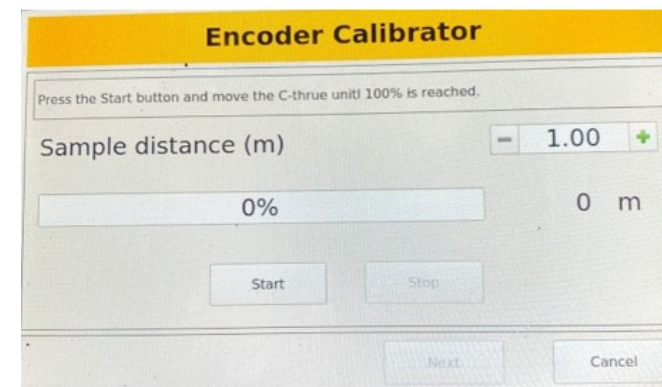 Encoder Calibrator
Press the Start button and move the C-thrue unitl 100% is reached.
Sample distance (m) − 1.00 +
0% 0 m
Start Stop
Next Cancel